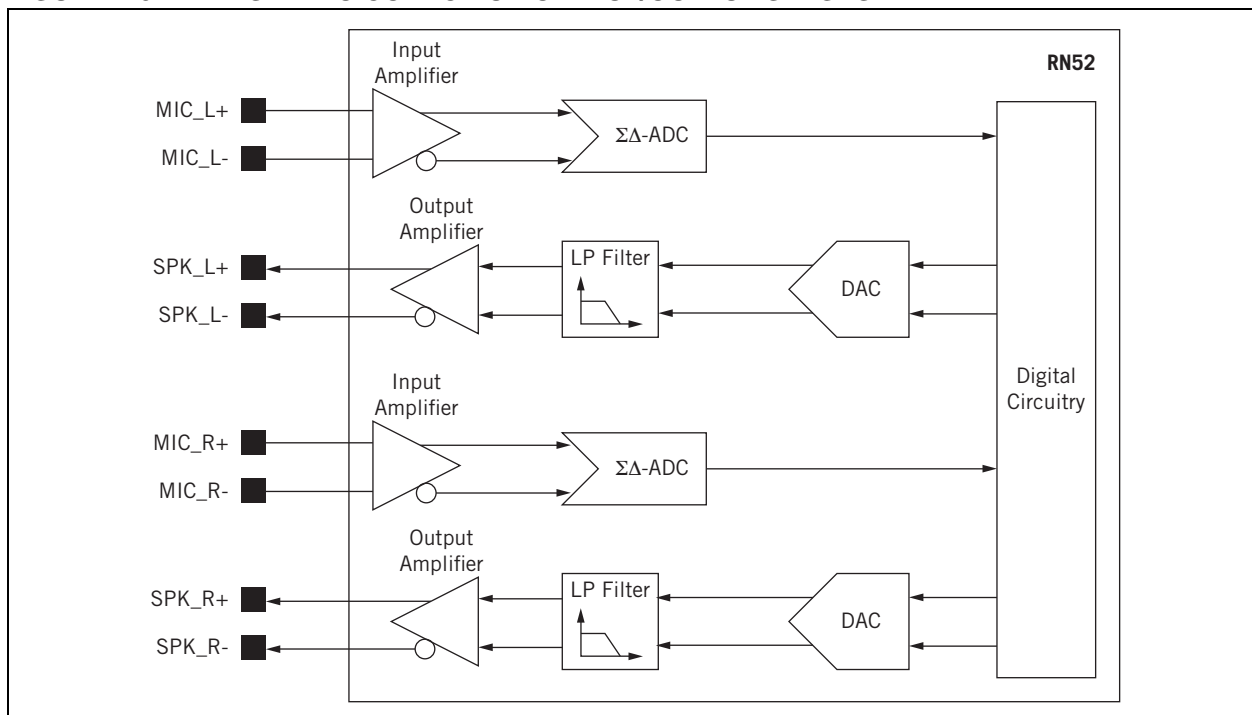 RN52
Input
Amplifier
MIC_L+
MIC_L-
ΣΔ-ADC
Output
Amplifier
SPK_L+
SPK_L-
LP Filter
DAC
Digital
Circuitry
Input
Amplifier
MIC_R+
MIC_R-
ΣΔ-ADC
Output
Amplifier
SPK_R+
SPK_R-
LP Filter
DAC